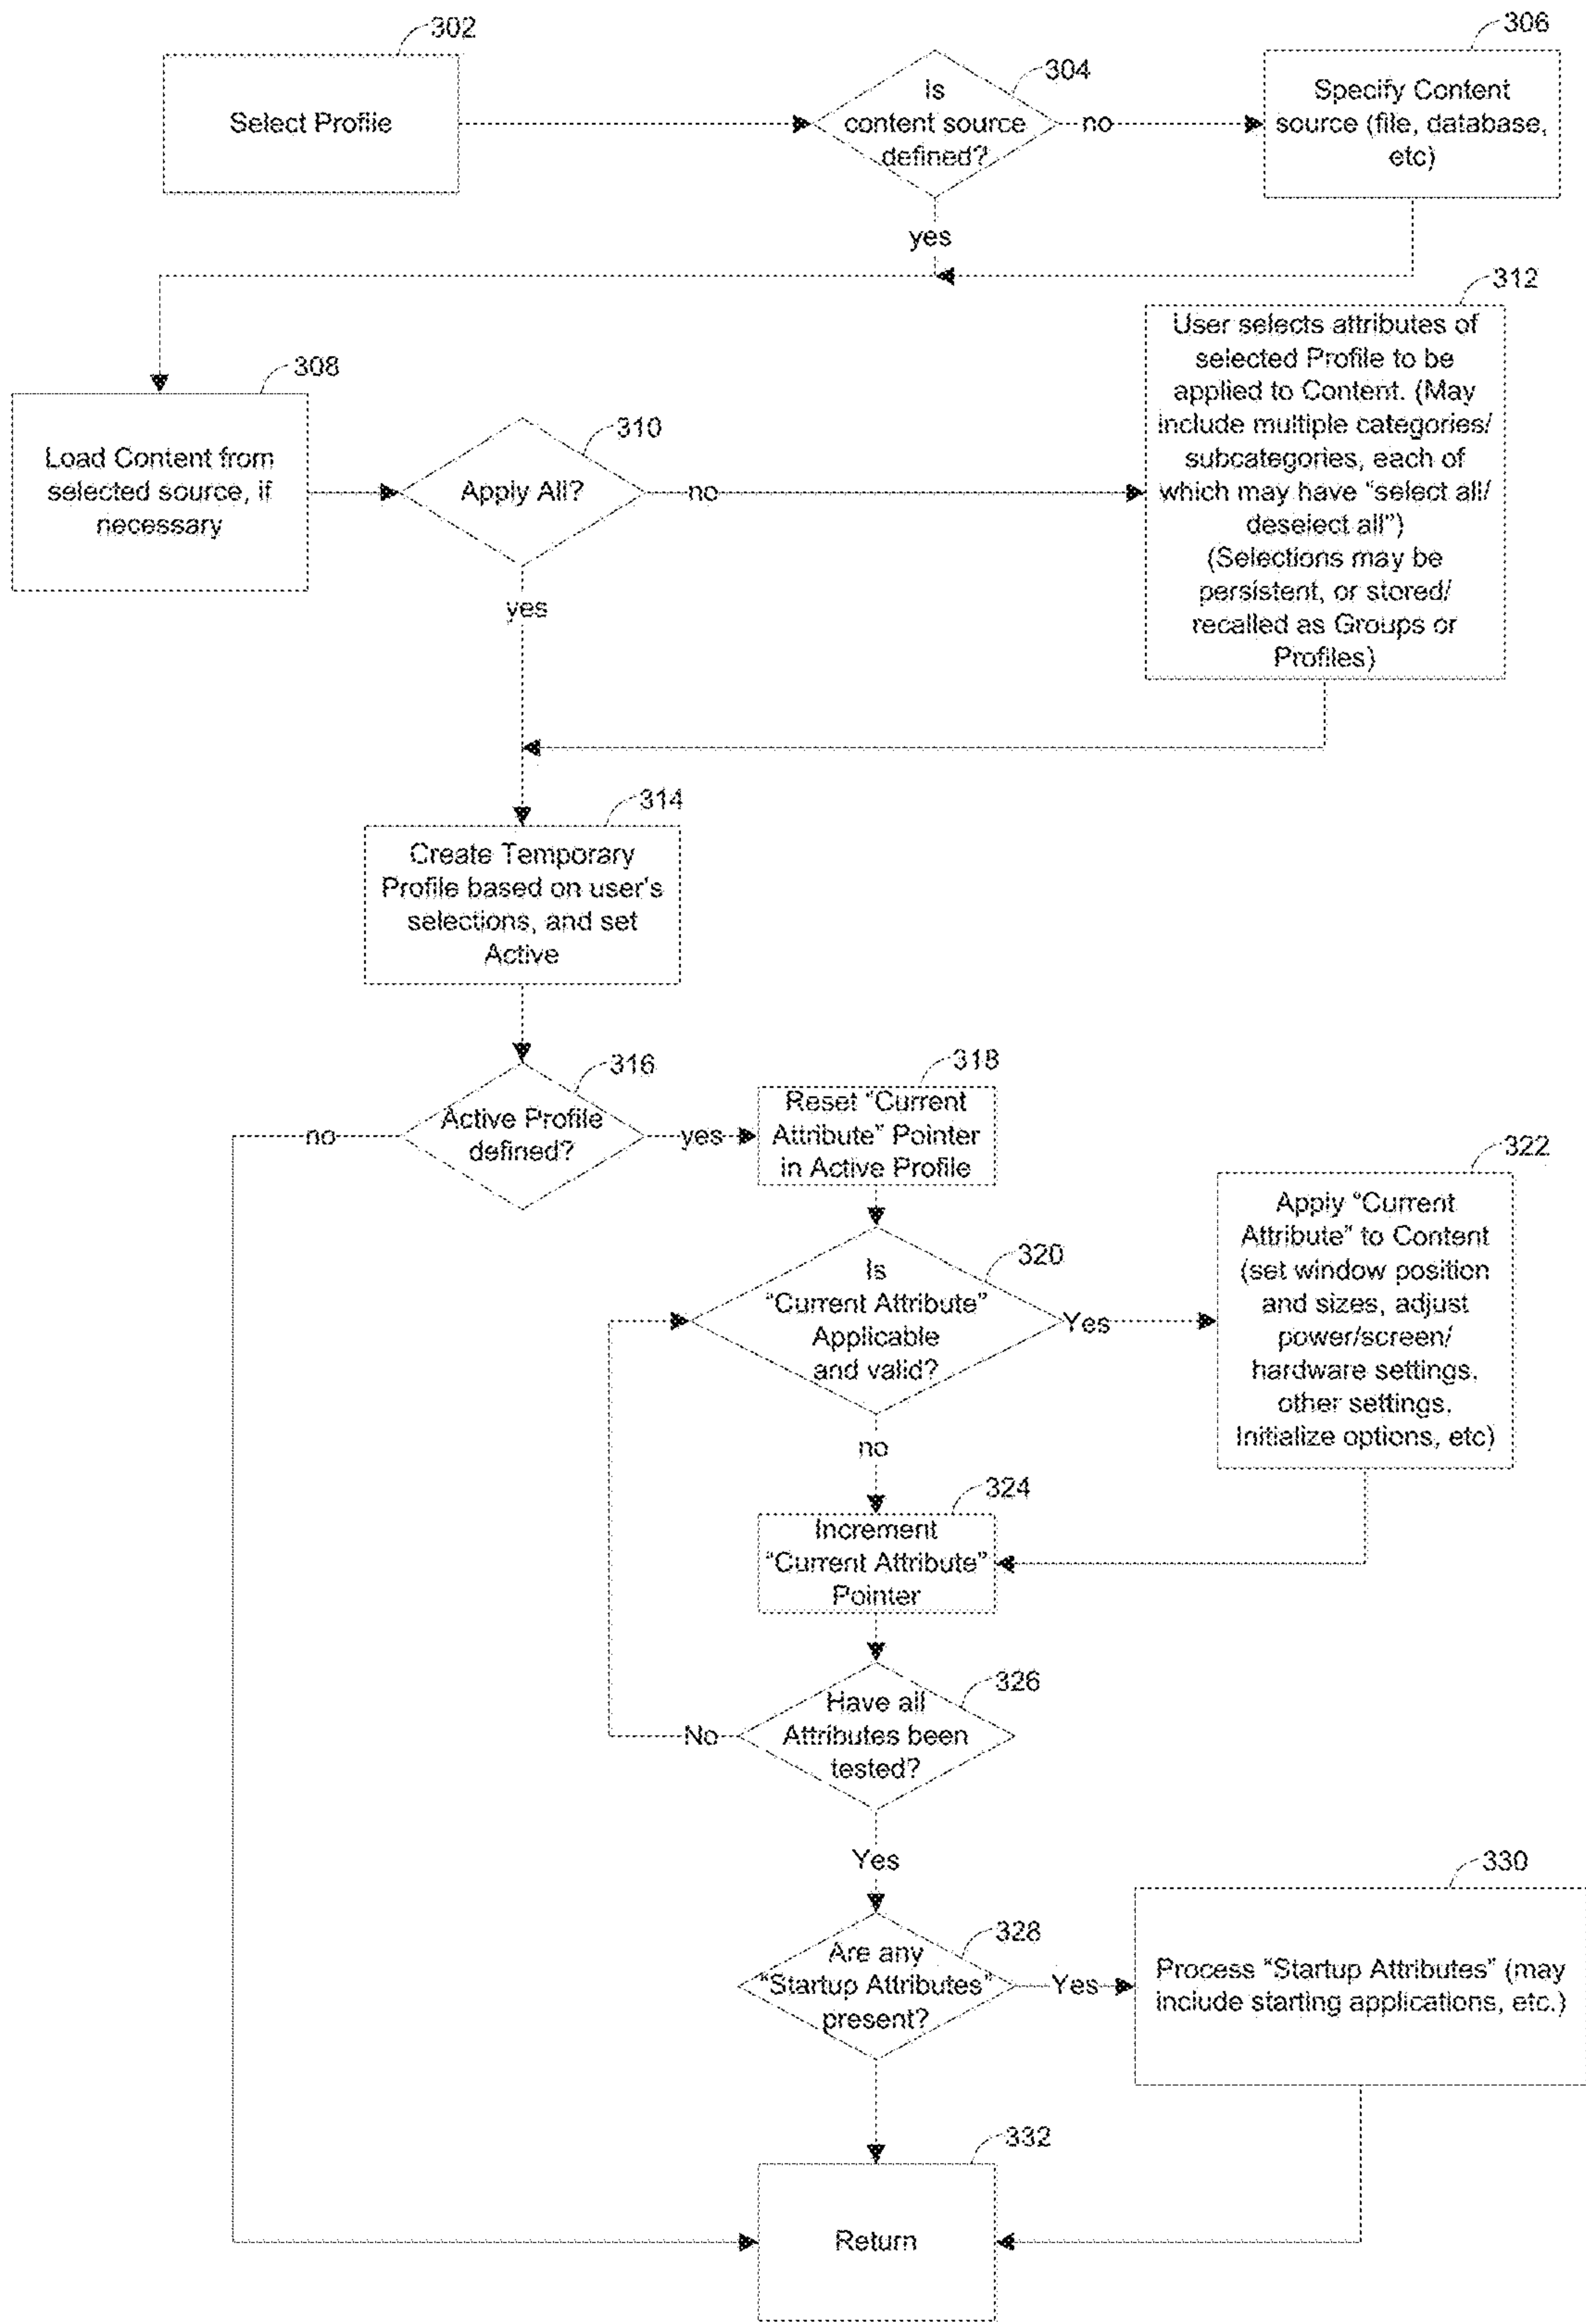 302
Select Profile
304
Is
content source
defined?
no
yes
306
Specify Content
source (file, database,
etc)
308
Load Content from
selected source, if
necessary
310
Apply All?
no
yes
312
User selects attributes of
selected Profile to be
applied to Content. (May
include multiple categories/
subcategories, each of
which may have “select all/
deselect all”)
(Selections may be
persistent, or stored/
recalled as Groups or
Profiles)
314
Create Temporary
Profile based on user's
selections, and set
Active
316
Active Profile
defined?
no
yes
318
Reset “Current
Attribute” Pointer
in Active Profile
320
Is
“Current Attribute”
Applicable
and valid?
Yes
no
322
Apply “Current
Attribute” to Content
(set window position
and sizes, adjust
power/screen/
hardware settings,
other settings,
Initialize options, etc)
324
Increment
“Current Attribute”
Pointer
326
Have all
Attributes been
tested?
No
Yes
328
Are any
“Startup Attributes”
present?
Yes
330
Process “Startup Attributes” (may
include starting applications, etc.)
332
Return